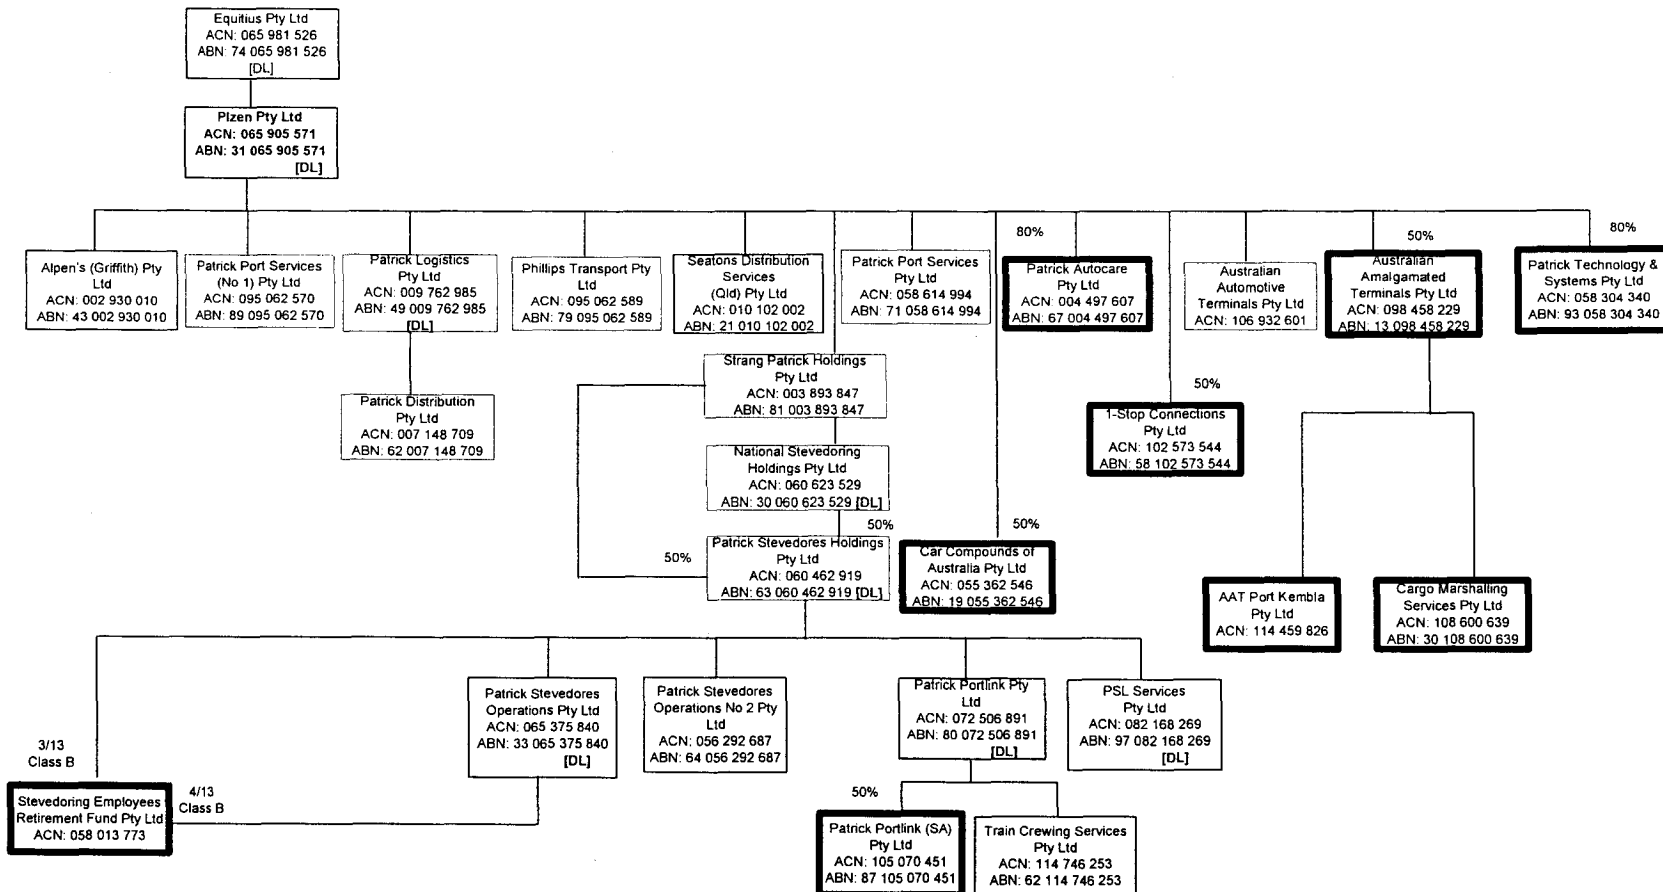 Equitius Pty Ltd
ACN: 065 981 526
ABN: 74 065 981 526
[DL]
Plzen Pty Ltd
ACN: 065 905 571
ABN: 31 065 905 571
[DL]
Alpen's (Griffith) Pty
Ltd
ACN: 002 930 010
ABN: 43 002 930 010
Patrick Port Services
(No 1) Pty Ltd
ACN: 095 062 570
ABN: 89 095 062 570
Patrick Logistics
Pty Ltd
ACN: 009 762 985
ABN: 49 009 762 985
[DL]
Phillips Transport Pty
Ltd
ACN: 095 062 589
ABN: 79 095 062 589
Seatons Distribution
Services
(Qld) Pty Ltd
ACN: 010 102 002
ABN: 21 010 102 002
Patrick Port Services
Pty Ltd
ACN: 058 614 994
ABN: 71 058 614 994
80%
Patrick Autocare
Pty Ltd
ACN: 004 497 607
ABN: 67 004 497 607
Australian
Automotive
Terminals Pty Ltd
ACN: 106 932 601
50%
Australian
Amalgamated
Terminals Pty Ltd
ACN: 098 458 229
ABN: 13 098 458 229
80%
Patrick Technology &
Systems Pty Ltd
ACN: 058 304 340
ABN: 93 058 304 340
Patrick Distribution
Pty Ltd
ACN: 007 148 709
ABN: 62 007 148 709
Strang Patrick Holdings
Pty Ltd
ACN: 003 893 847
ABN: 81 003 893 847
50%
1-Stop Connections
Pty Ltd
ACN: 102 573 544
ABN: 58 102 573 544
National Stevedoring
Holdings Pty Ltd
ACN: 060 623 529
ABN: 30 060 623 529 [DL]
50%
50%
50%
Patrick Stevedores Holdings
Pty Ltd
ACN: 060 462 919
ABN: 63 060 462 919 [DL]
Car Compounds of
Australia Pty Ltd
ACN: 055 362 546
ABN: 19 055 362 546
AAT Port Kembla
Pty Ltd
ACN: 114 459 826
Cargo Marshalling
Services Pty Ltd
ACN: 108 600 639
ABN: 30 108 600 639
Patrick Stevedores
Operations Pty Ltd
ACN: 065 375 840
ABN: 33 065 375 840
[DL]
Patrick Stevedores
Operations No 2 Pty
Ltd
ACN: 056 292 687
ABN: 64 056 292 687
Patrick Portlink Pty
Ltd
ACN: 072 506 891
ABN: 80 072 506 891
[DL]
PSL Services
Pty Ltd
ACN: 082 168 269
ABN: 97 082 168 269
[DL]
3/13
Class B
Stevedoring Employees
Retirement Fund Pty Ltd
ACN: 058 013 773
4/13
Class B
50%
Patrick Portlink (SA)
Pty Ltd
ACN: 105 070 451
ABN: 87 105 070 451
Train Crewing Services
Pty Ltd
ACN: 114 746 253
ABN: 62 114 746 253